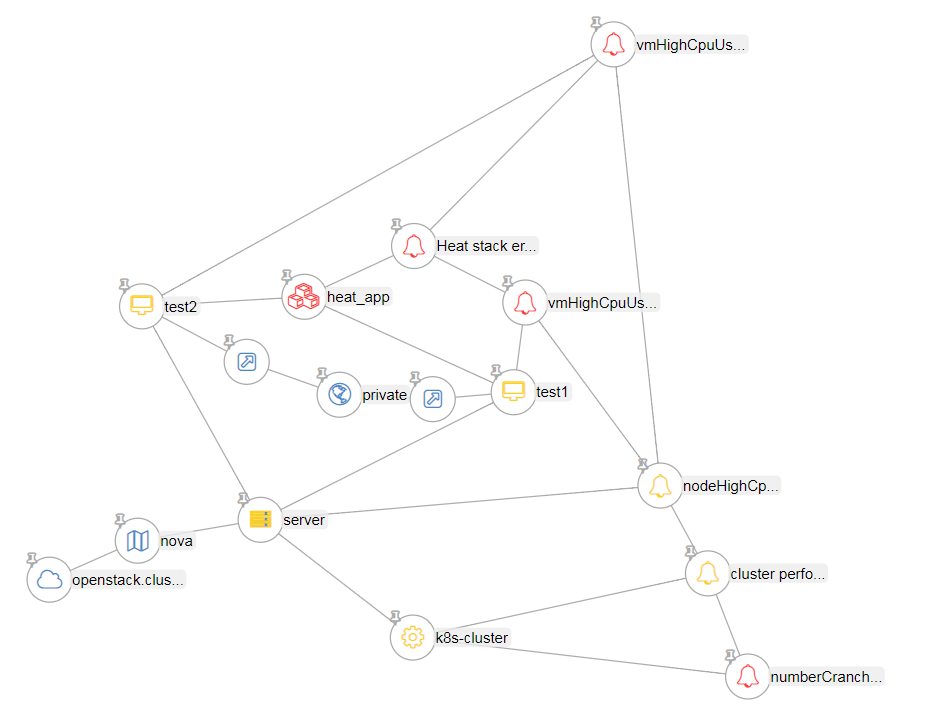 vmHighCpuUs...
Heat stack er...
heat_app
test2
vmHighCpuUs...
private
test1
nodeHighCp...
server
nova
cluster perfo...
openstack.clus...
k8s-cluster
numberCranch...